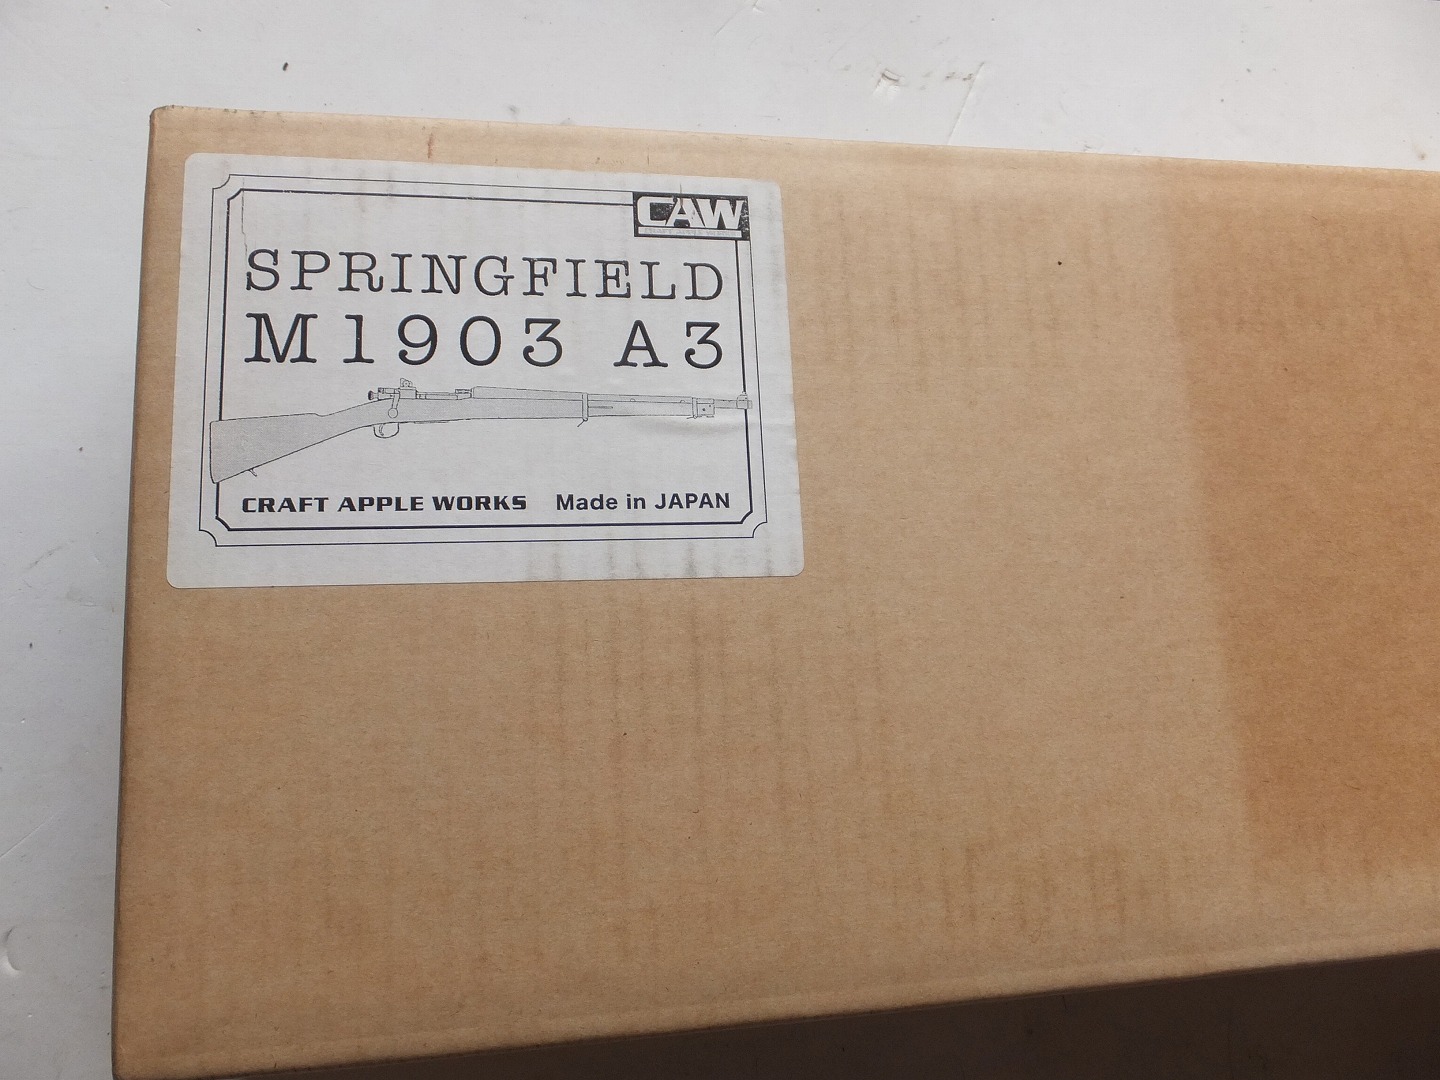 CAW
SPRINGFIELD
M1903 A3
CRAFT APPLE WORKS Made in JAPAN